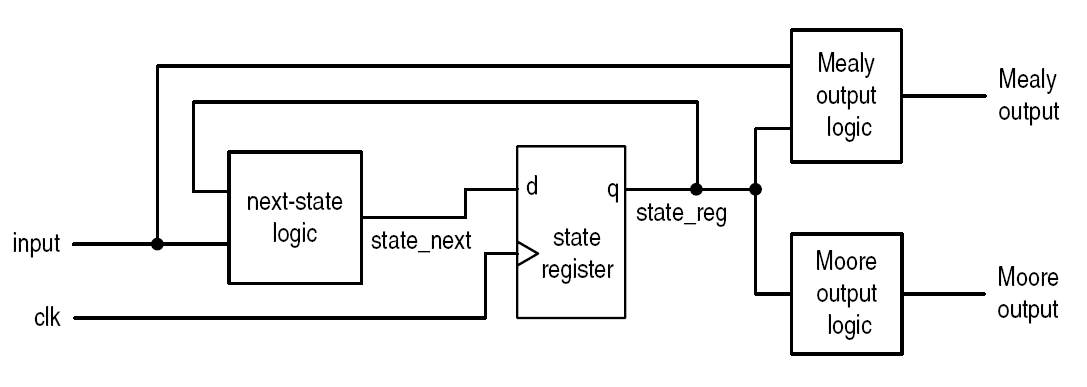 Mealy
output
logic
Mealy
output
next-state
logic
d
q
state_next
state_reg
state
register
input
clk
Moore
output
logic
Moore
output